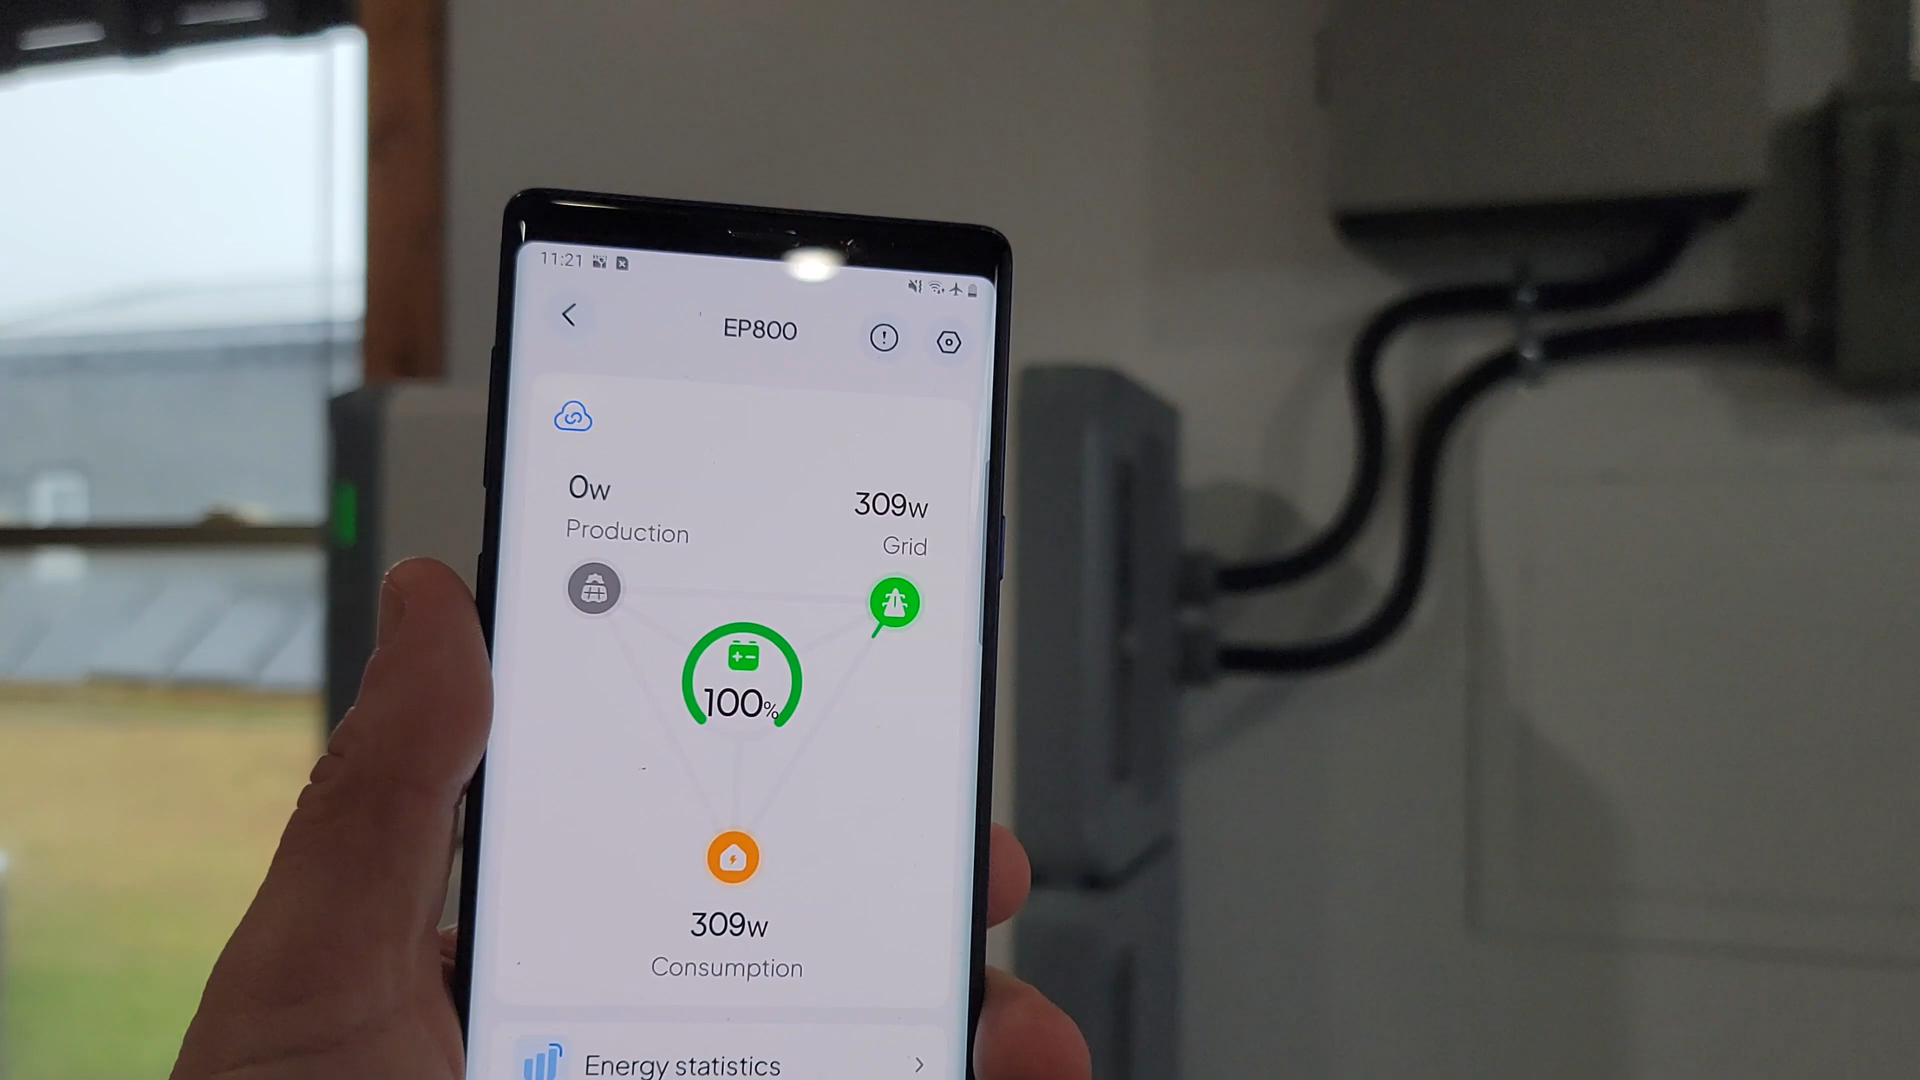 11:21
EP800
0w
Production
309w
Grid
100%
309w
Consumption
Energy statistics